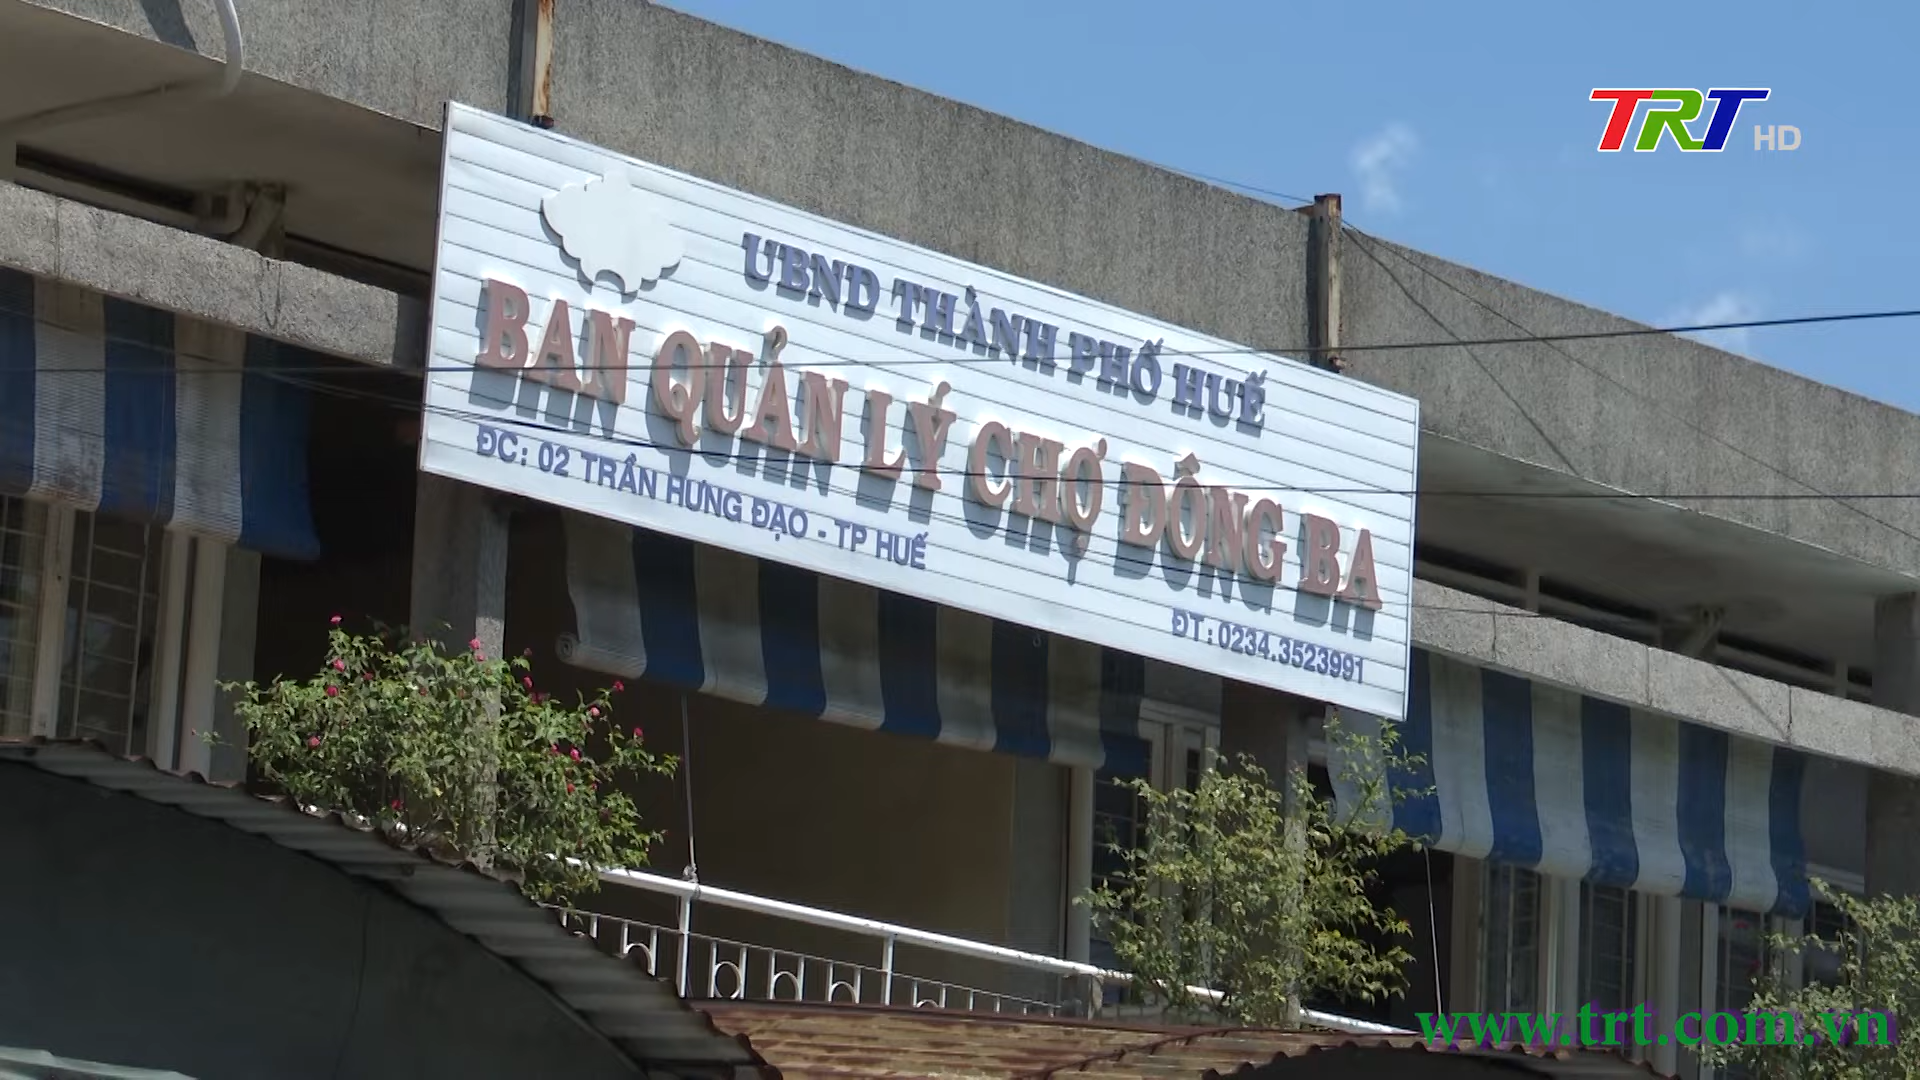 TRT HD
UBND THÀNH PHỐ HUẾ
BAN QUẢN LÝ CHỢ ĐÔNG BA
ĐC: 02 TRẦN HƯNG ĐẠO - TP HUẾ
ĐT: 0234.3523991
www.trt.com.vn